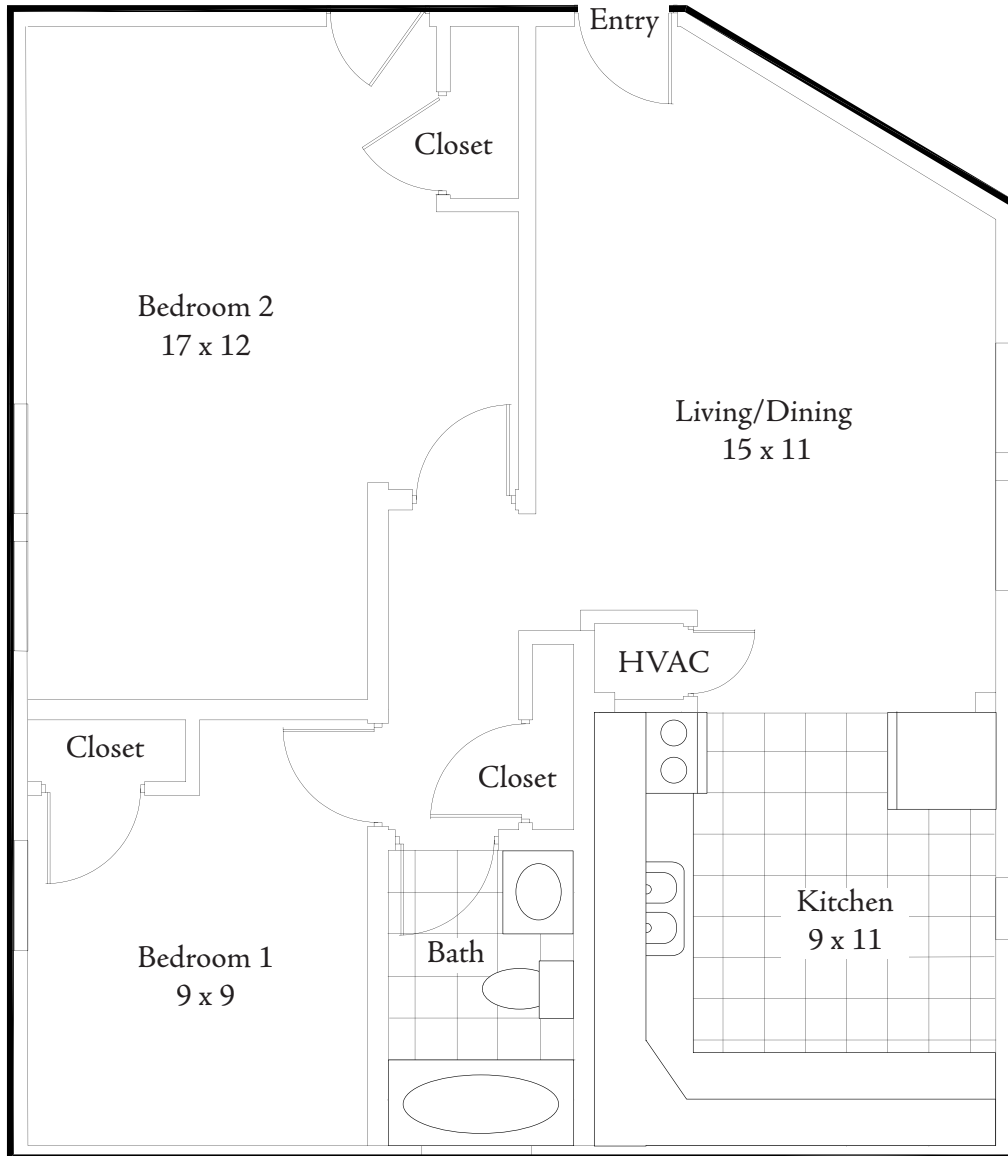 Entry
Closet
Bedroom 2
17 x 12
Living/Dining
15 x 11
HVAC
Closet
Closet
Kitchen
9 x 11
Bath
Bedroom 1
9 x 9